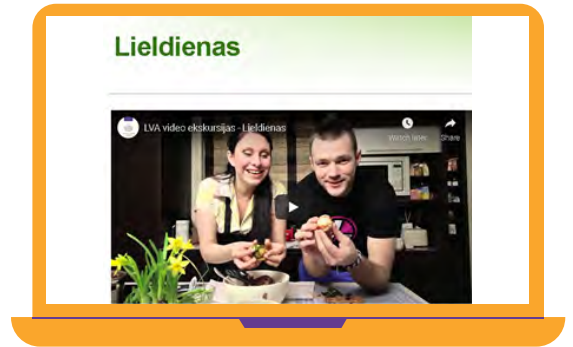 Lieldienas
LVA video ekskursijas - Lieldienas
Watch later
Share